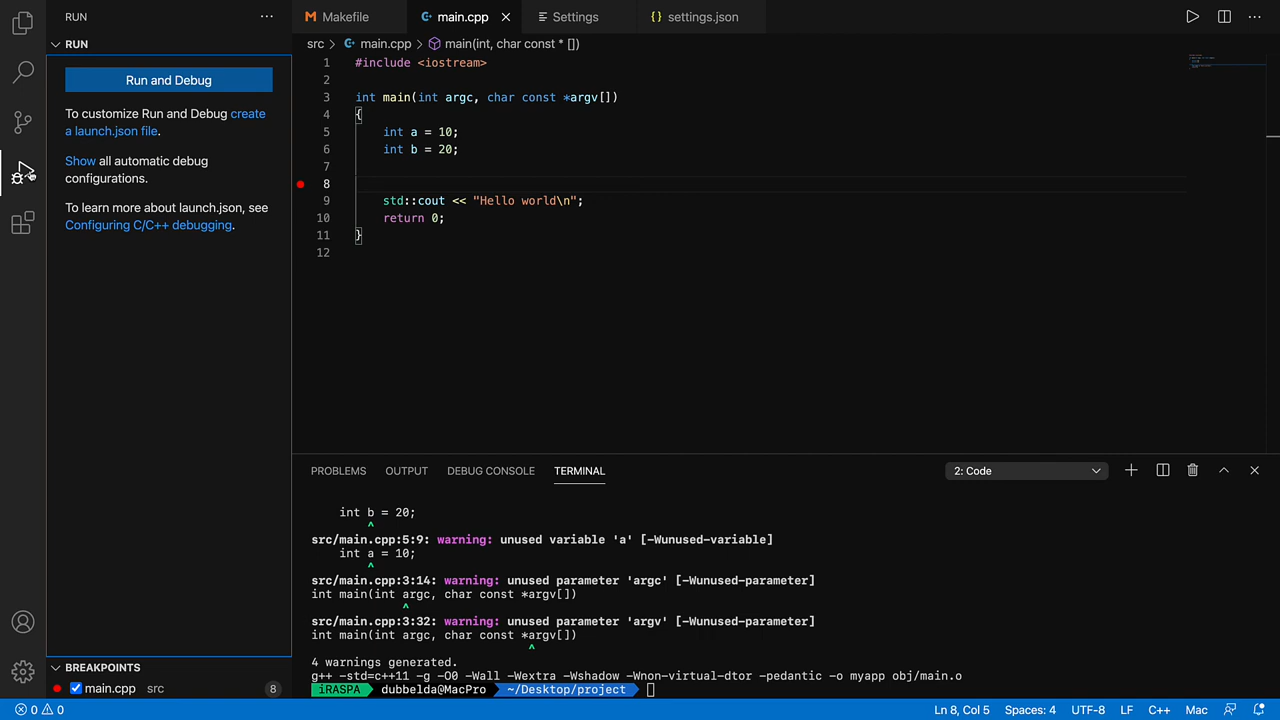 RUN
RUN
Run and Debug
To customize Run and Debug create
a launch.json file.
Show all automatic debug
configurations.
To learn more about launch.json, see
Configuring C/C++ debugging.
BREAKPOINTS
main.cpp src 8
Makefile main.cpp Settings settings.json
src main.cpp main(int, char const * [])
1 #include <iostream>
2
3 int main(int argc, char const *argv[])
4 {
5 int a = 10;
6 int b = 20;
7
8
9 std::cout << "Hello world\n";
10 return 0;
11 }
12
PROBLEMS OUTPUT DEBUG CONSOLE TERMINAL 2: Code
int b = 20;
^
src/main.cpp:5:9: warning: unused variable 'a' [-Wunused-variable]
int a = 10;
^
src/main.cpp:3:14: warning: unused parameter 'argc' [-Wunused-parameter]
int main(int argc, char const *argv[])
^
src/main.cpp:3:32: warning: unused parameter 'argv' [-Wunused-parameter]
int main(int argc, char const *argv[])
^
4 warnings generated.
g++ -std=c++11 -g -O0 -Wall -Wextra -Wshadow -Wnon-virtual-dtor -pedantic -o myapp obj/main.o
iRASPA dubbelda@MacPro ~/Desktop/project
0 0 Ln 8, Col 5 Spaces: 4 UTF-8 LF C++ Mac